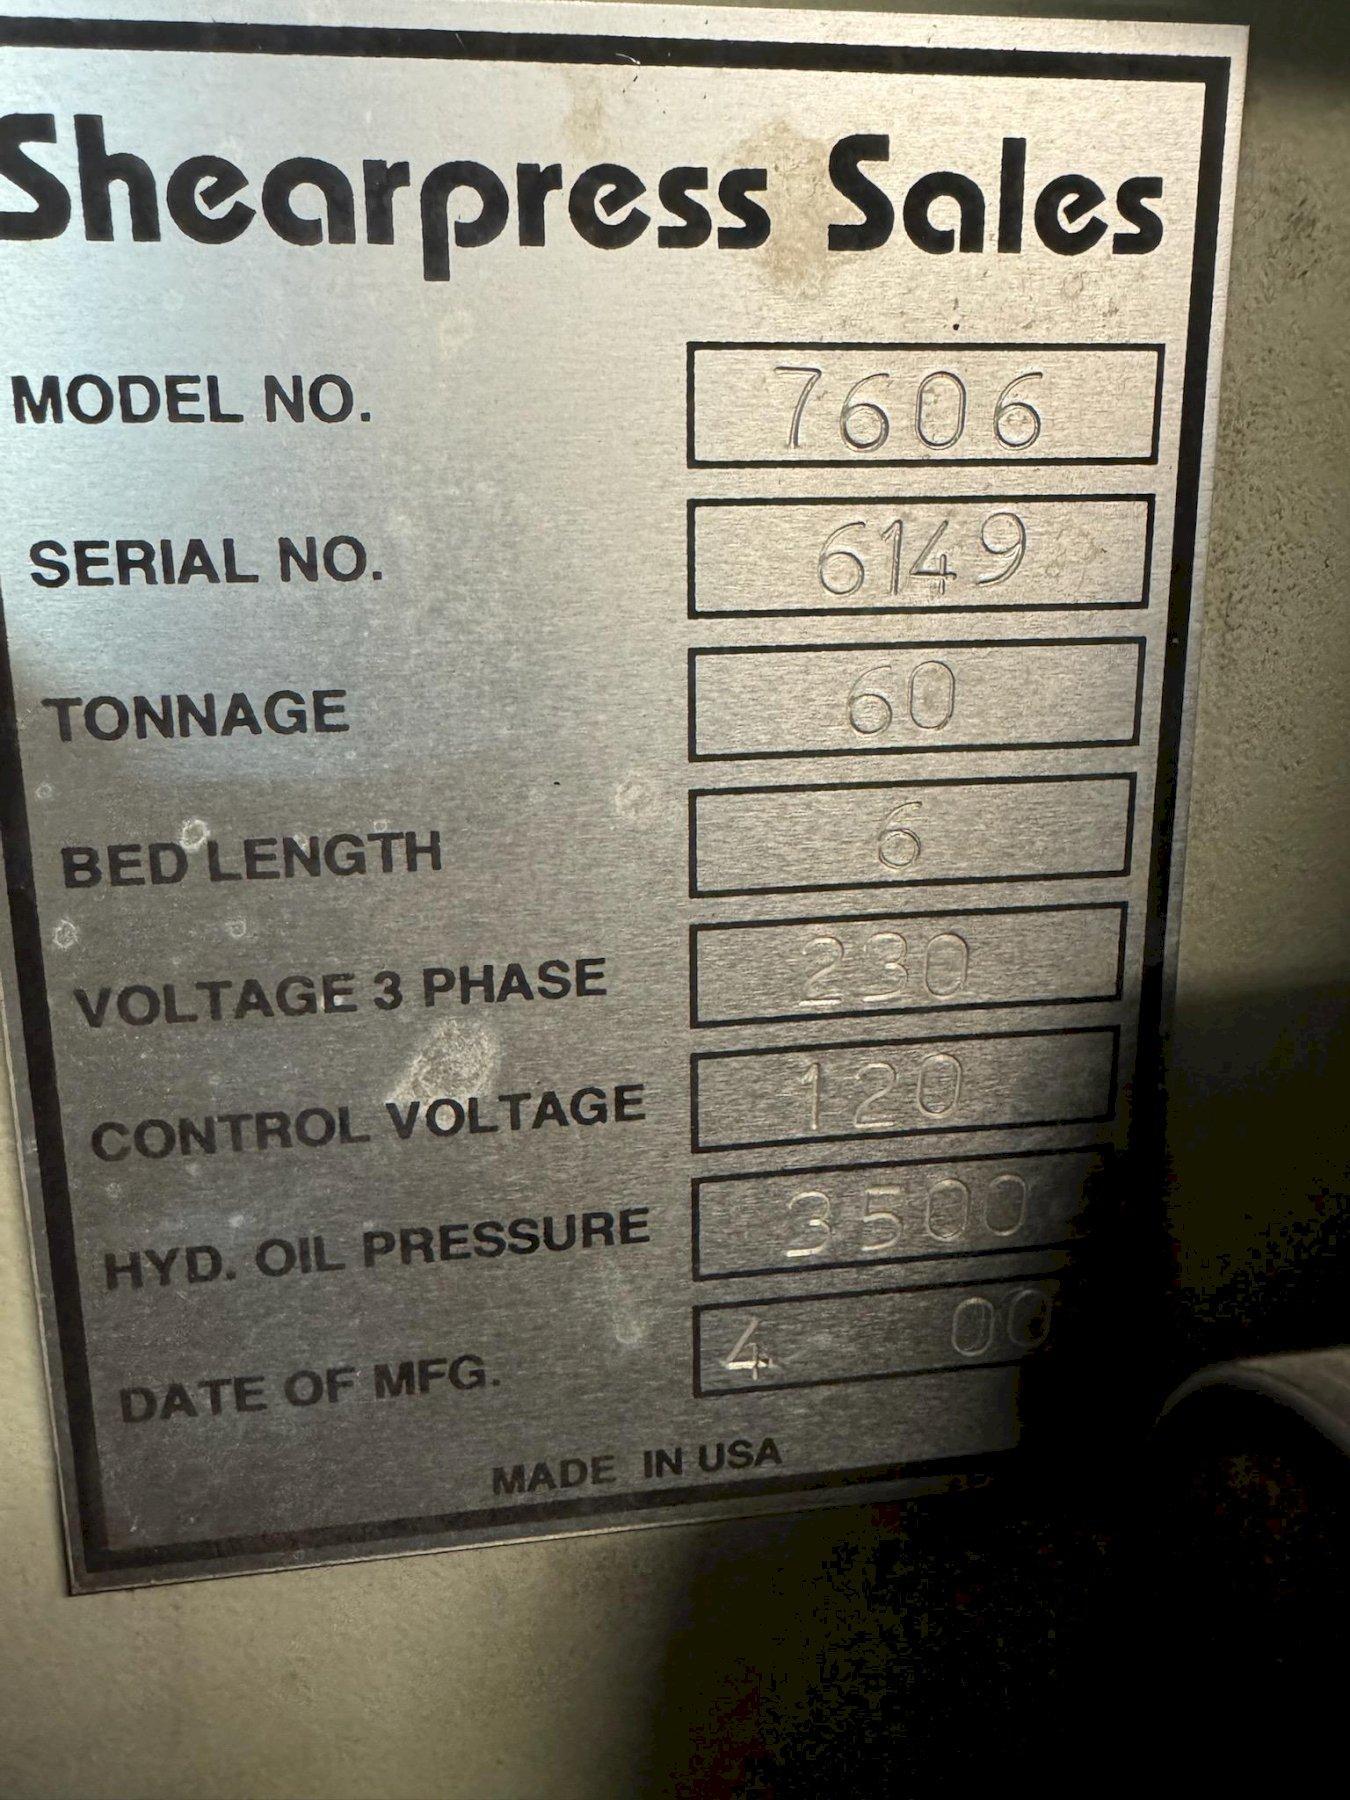 Shearpress Sales
MODEL NO. 7606
SERIAL NO. 6149
TONNAGE 60
BED LENGTH 6
VOLTAGE 3 PHASE 230
CONTROL VOLTAGE 120
HYD. OIL PRESSURE 3500
DATE OF MFG. 4 00
MADE IN USA